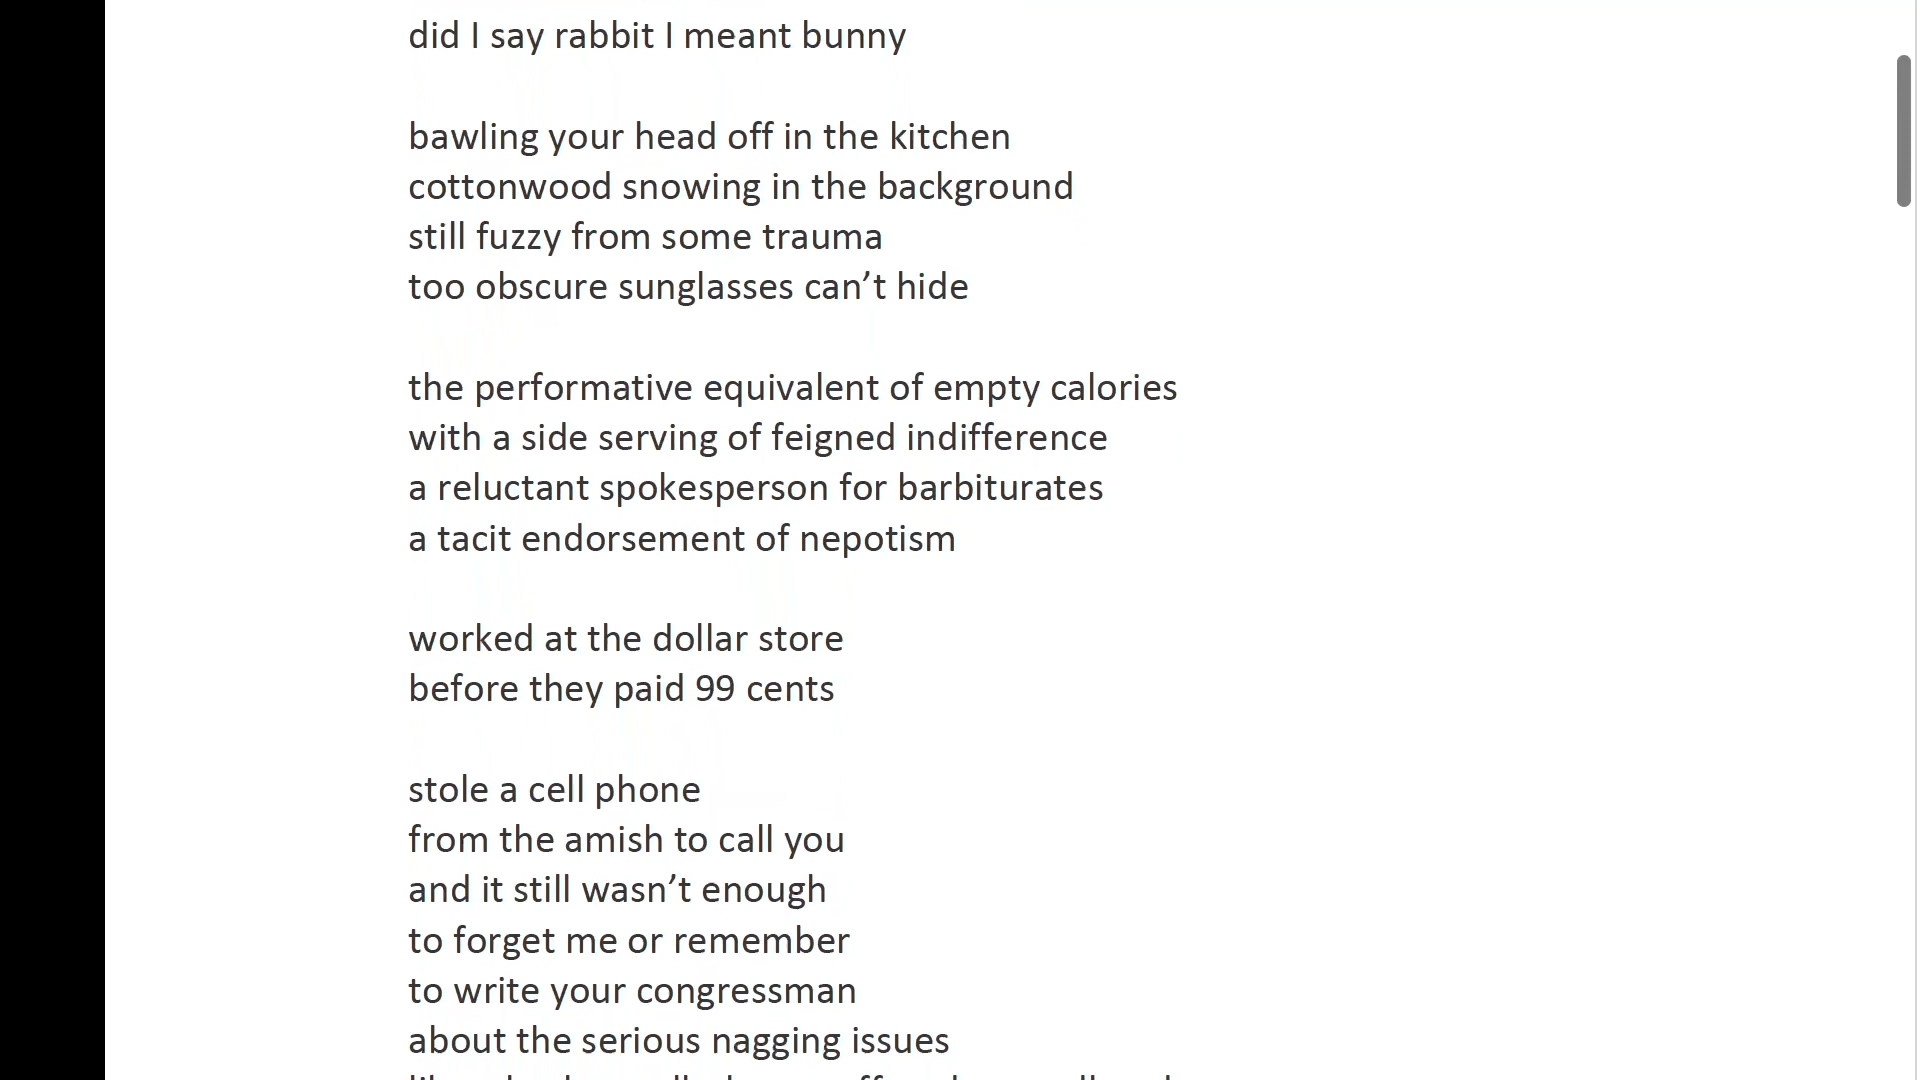 did I say rabbit I meant bunny
bawling your head off in the kitchen
cottonwood snowing in the background
still fuzzy from some trauma
too obscure sunglasses can’t hide
the performative equivalent of empty calories
with a side serving of feigned indifference
a reluctant spokesperson for barbiturates
a tacit endorsement of nepotism
worked at the dollar store
before they paid 99 cents
stole a cell phone
from the amish to call you
and it still wasn’t enough
to forget me or remember
to write your congressman
about the serious nagging issues